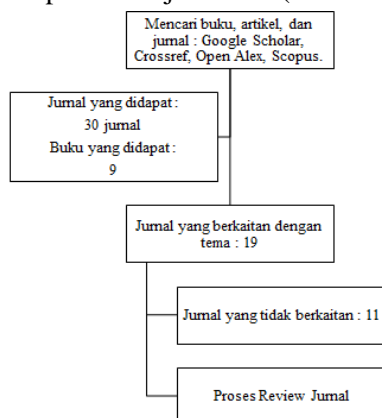 Mencari buku, artikel, dan
jurnal : Google Scholar,
Crossref, Open Alex, Scopus.
Jurnal yang didapat :
30 jurnal
Buku yang didapat :
9
Jurnal yang berkaitan dengan
tema : 19
Jurnal yang tidak berkaitan : 11
Proses Review Jurnal